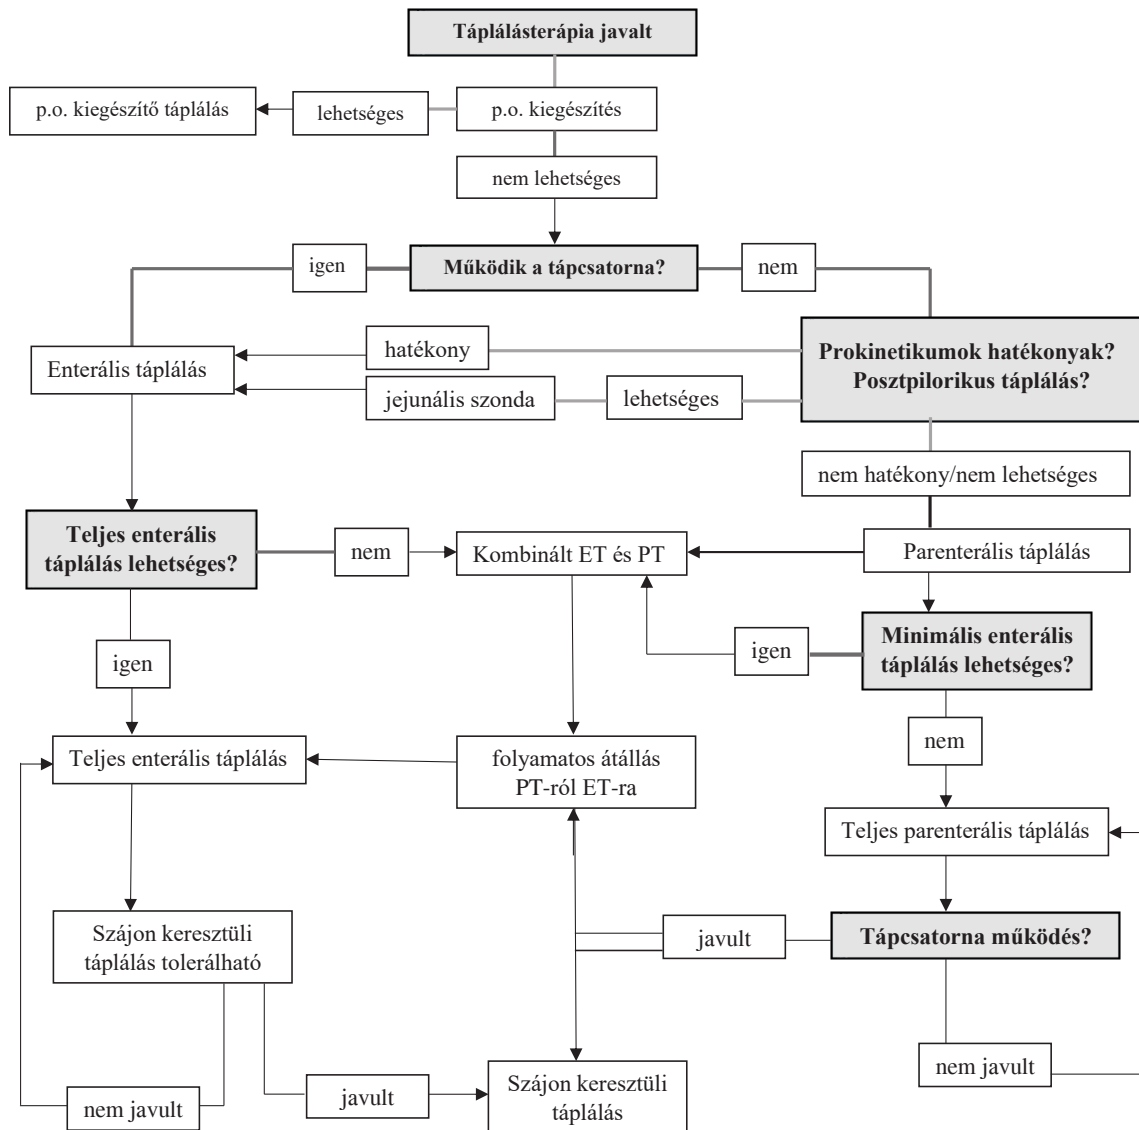 Táplálásterápia javalt
p.o. kiegészítő táplálás
lehetséges
p.o. kiegészítés
nem lehetséges
igen
Működik a tápcsatorna?
nem
hatékony
Prokinetikumok hatékonyak?
Posztpilorikus táplálás?
Enterális táplálás
jejunális szonda
lehetséges
nem hatékony/nem lehetséges
Teljes enterális
táplálás lehetséges?
nem
Kombinált ET és PT
Parenterális táplálás
igen
igen
Minimális enterális
táplálás lehetséges?
nem
Teljes enterális táplálás
folyamatos átállás
PT-ról ET-ra
Teljes parenterális táplálás
Szájon keresztüli
táplálás tolerálható
javult
Tápcsatorna működés?
nem javult
nem javult
javult
Szájon keresztüli
táplálás